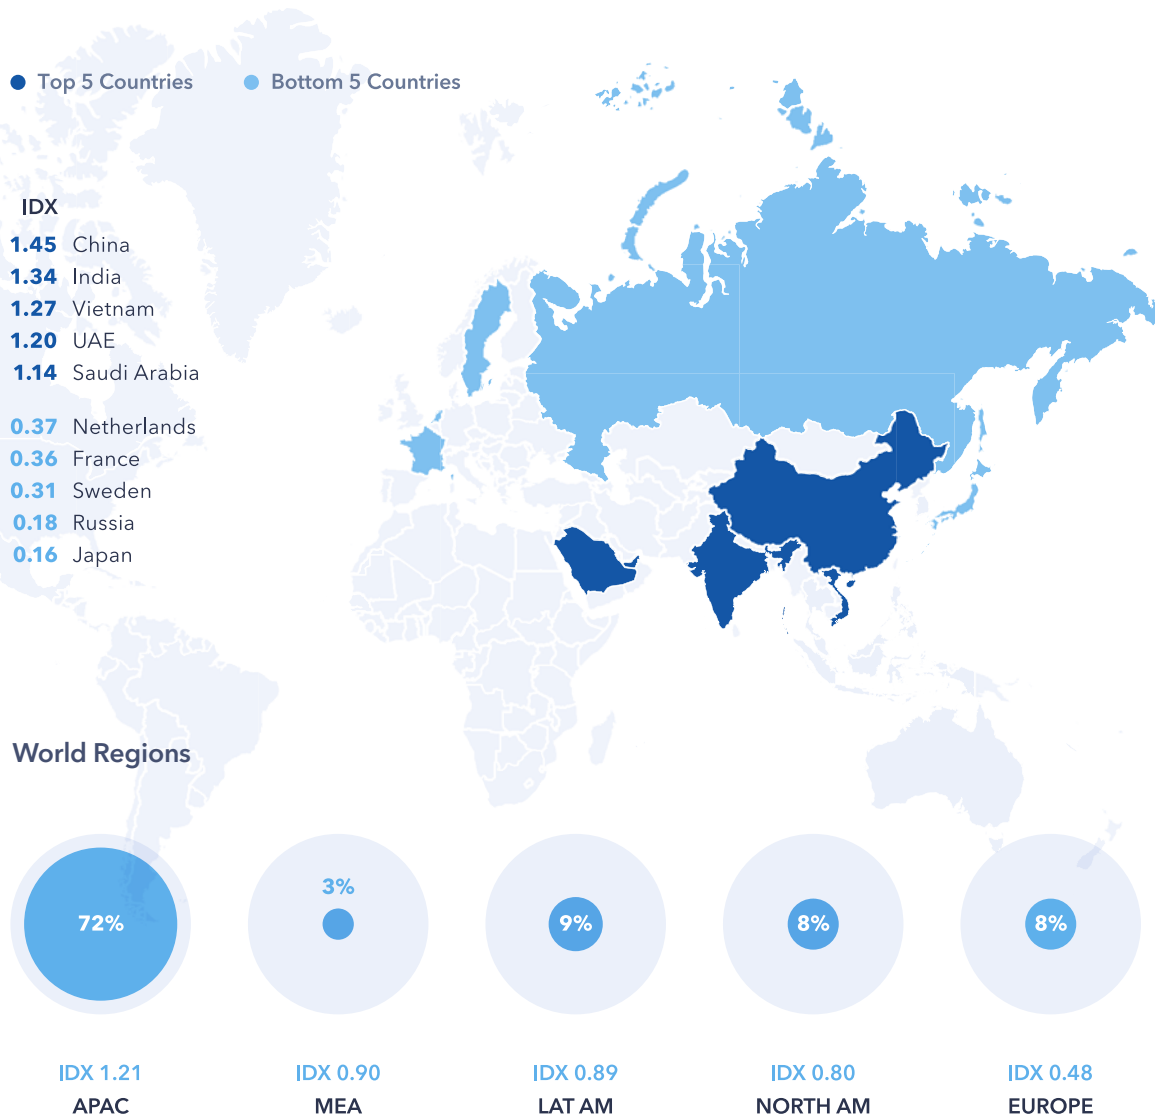 Top 5 Countries
Bottom 5 Countries
IDX
1.45 China
1.34 India
1.27 Vietnam
1.20 UAE
1.14 Saudi Arabia
0.37 Netherlands
0.36 France
0.31 Sweden
0.18 Russia
0.16 Japan
World Regions
72%
3%
9%
8%
8%
IDX 1.21
IDX 0.90
IDX 0.89
IDX 0.80
IDX 0.48
APAC
MEA
LAT AM
NORTH AM
EUROPE